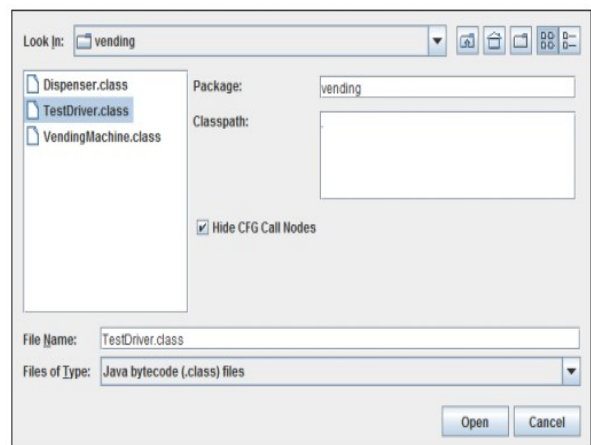 Look In: vending
Dispenser.class
TestDriver.class
VendingMachine.class
Package: vending
Classpath: .
Hide CFG Call Nodes
File Name: TestDriver.class
Files of Type: Java bytecode (.class) files
Open Cancel